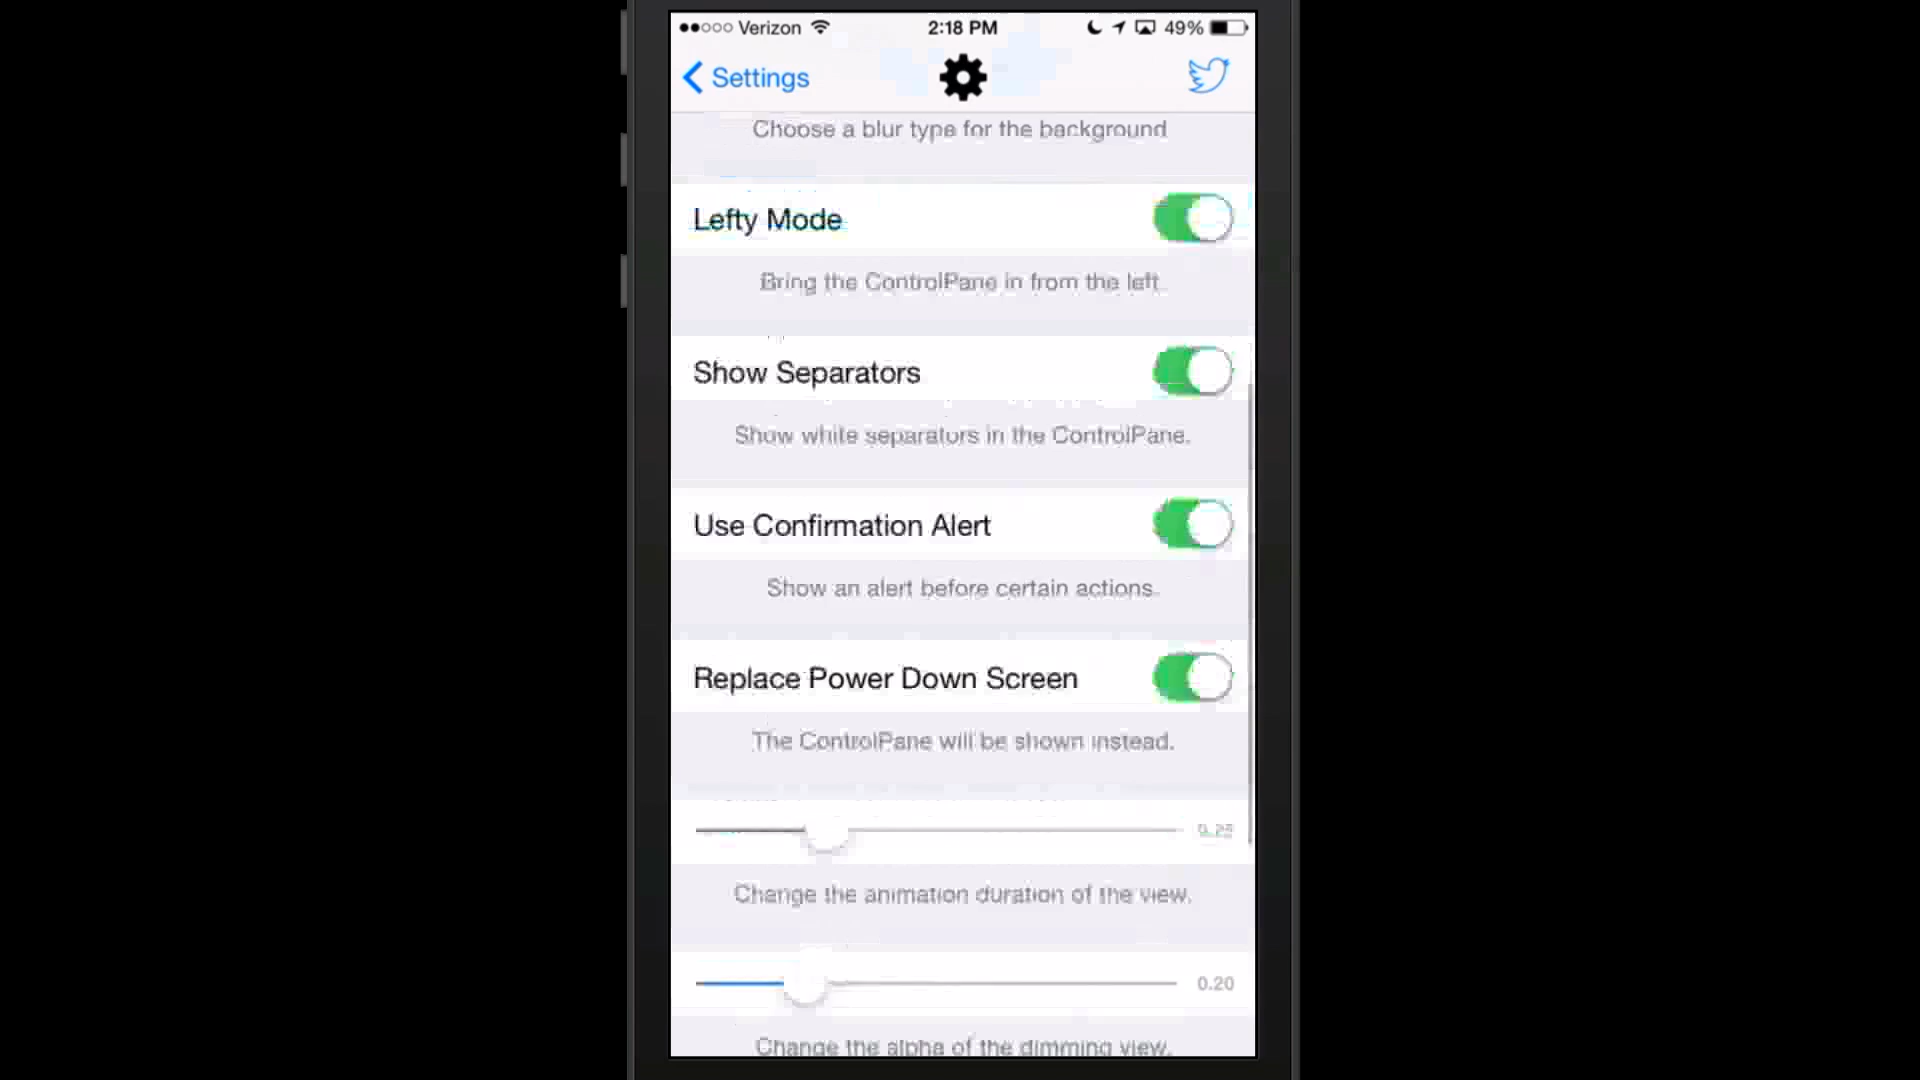 Verizon 2:18 PM 49%
Settings
Choose a blur type for the background
Lefty Mode
Bring the ControlPane in from the left.
Show Separators
Show white separators in the ControlPane.
Use Confirmation Alert
Show an alert before certain actions.
Replace Power Down Screen
The ControlPane will be shown instead.
0.25
Change the animation duration of the view.
0.20
Change the alpha of the dimming view.